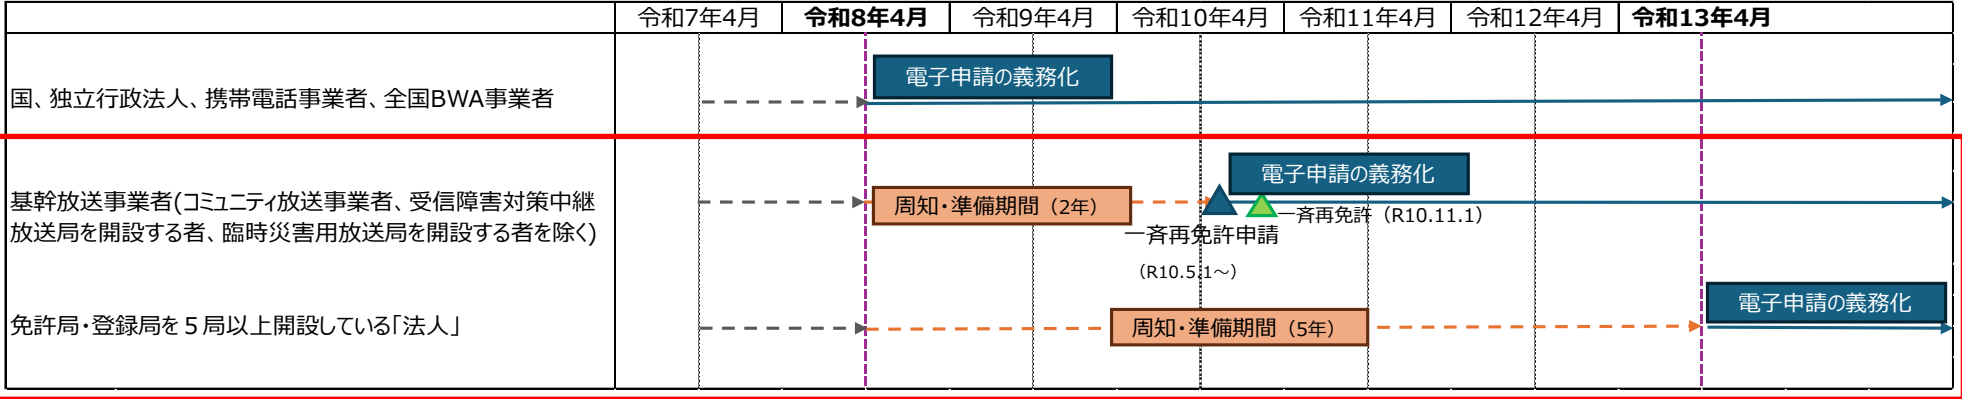 令和7年4月
令和8年4月
令和9年4月
令和10年4月
令和11年4月
令和12年4月
令和13年4月
国、独立行政法人、携帯電話事業者、全国BWA事業者
電子申請の義務化
基幹放送事業者(コミュニティ放送事業者、受信障害対策中継
放送局を開設する者、臨時災害用放送局を開設する者を除く)
周知・準備期間（2年）
電子申請の義務化
一斉再免許（R10.11.1）
一斉再免許申請
（R10.5.1～）
免許局・登録局を５局以上開設している「法人」
周知・準備期間（5年）
電子申請の義務化